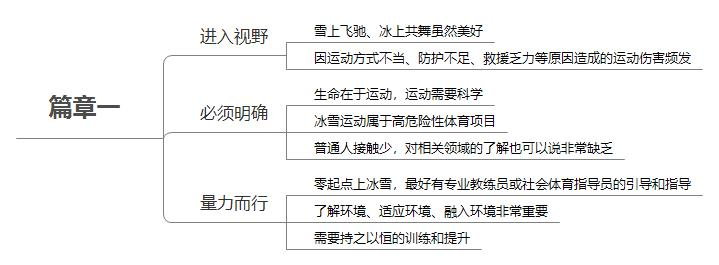 篇章一
进入视野
雪上飞驰、冰上共舞虽然美好
因运动方式不当、防护不足、救援乏力等原因造成的运动伤害频发
必须明确
生命在于运动，运动需要科学
冰雪运动属于高危险性体育项目
普通人接触少，对相关领域的了解也可以说非常缺乏
量力而行
零起点上冰雪，最好有专业教练员或社会体育指导员的引导和指导
了解环境、适应环境、融入环境非常重要
需要持之以恒的训练和提升